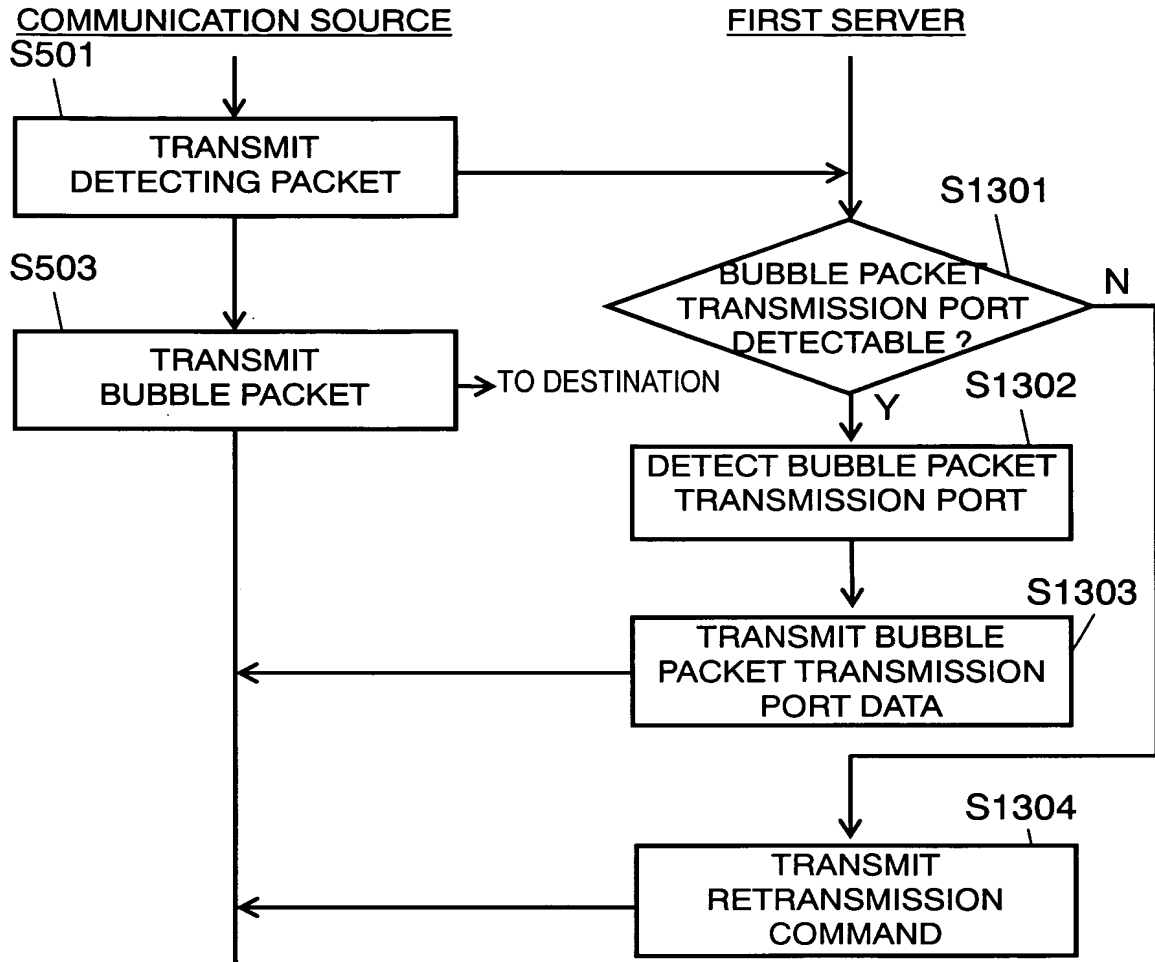 COMMUNICATION SOURCE
FIRST SERVER
S501
TRANSMIT
DETECTING PACKET
S1301
S503
BUBBLE PACKET
TRANSMISSION PORT
DETECTABLE ?
N
TRANSMIT
BUBBLE PACKET
TO DESTINATION
Y
S1302
DETECT BUBBLE PACKET
TRANSMISSION PORT
S1303
TRANSMIT BUBBLE
PACKET TRANSMISSION
PORT DATA
S1304
TRANSMIT
RETRANSMISSION
COMMAND